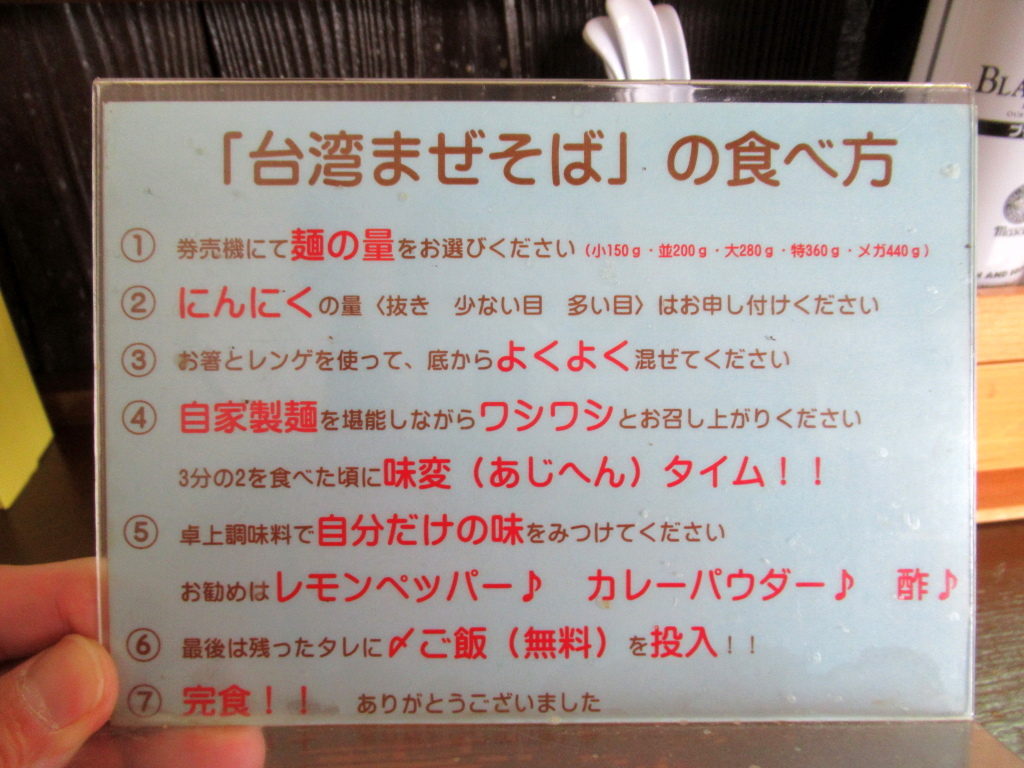 「台湾まぜそば」の食べ方
① 券売機にて麺の量をお選びください（小150ｇ・並200ｇ・大280ｇ・特360ｇ・メガ440ｇ）
② にんにくの量〈抜き　少ない目　多い目〉はお申し付けください
③ お箸とレンゲを使って、底からよくよく混ぜてください
④ 自家製麺を堪能しながらワシワシとお召し上がりください
3分の2を食べた頃に味変（あじへん）タイム！！
⑤ 卓上調味料で自分だけの味をみつけてください
お勧めはレモンペッパー♪　カレーパウダー♪　酢♪
⑥ 最後は残ったタレに〆ご飯（無料）を投入！！
⑦ 完食！！　ありがとうございました
BLA